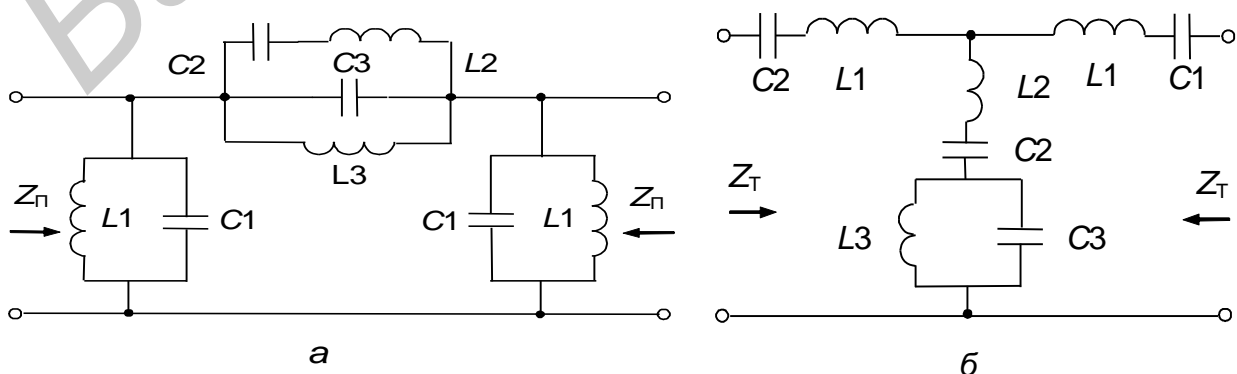 C2 C3 L2
L3
Zп L1 C1 C1 L1 Zп
а
C2 L1 L1 C1
L2
C2
Zт Zт
L3 C3
б